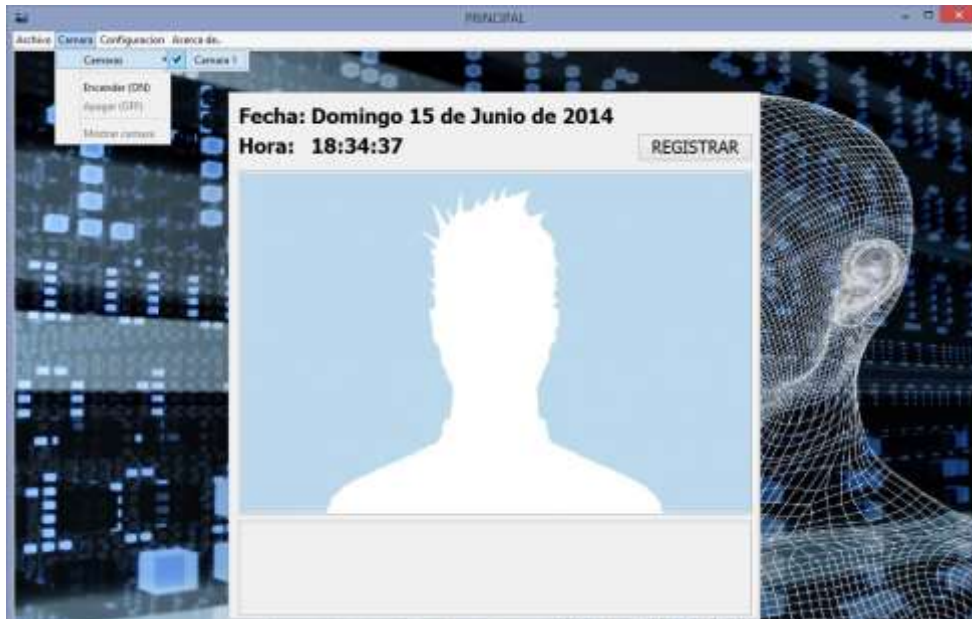 PRINCIPAL
Archivo Camara Configuracion Acerca de..
Camaras Camara 1
Encender (ON)
Apagar (OFF)
Mostrar camara
Fecha: Domingo 15 de Junio de 2014
Hora: 18:34:37
REGISTRAR